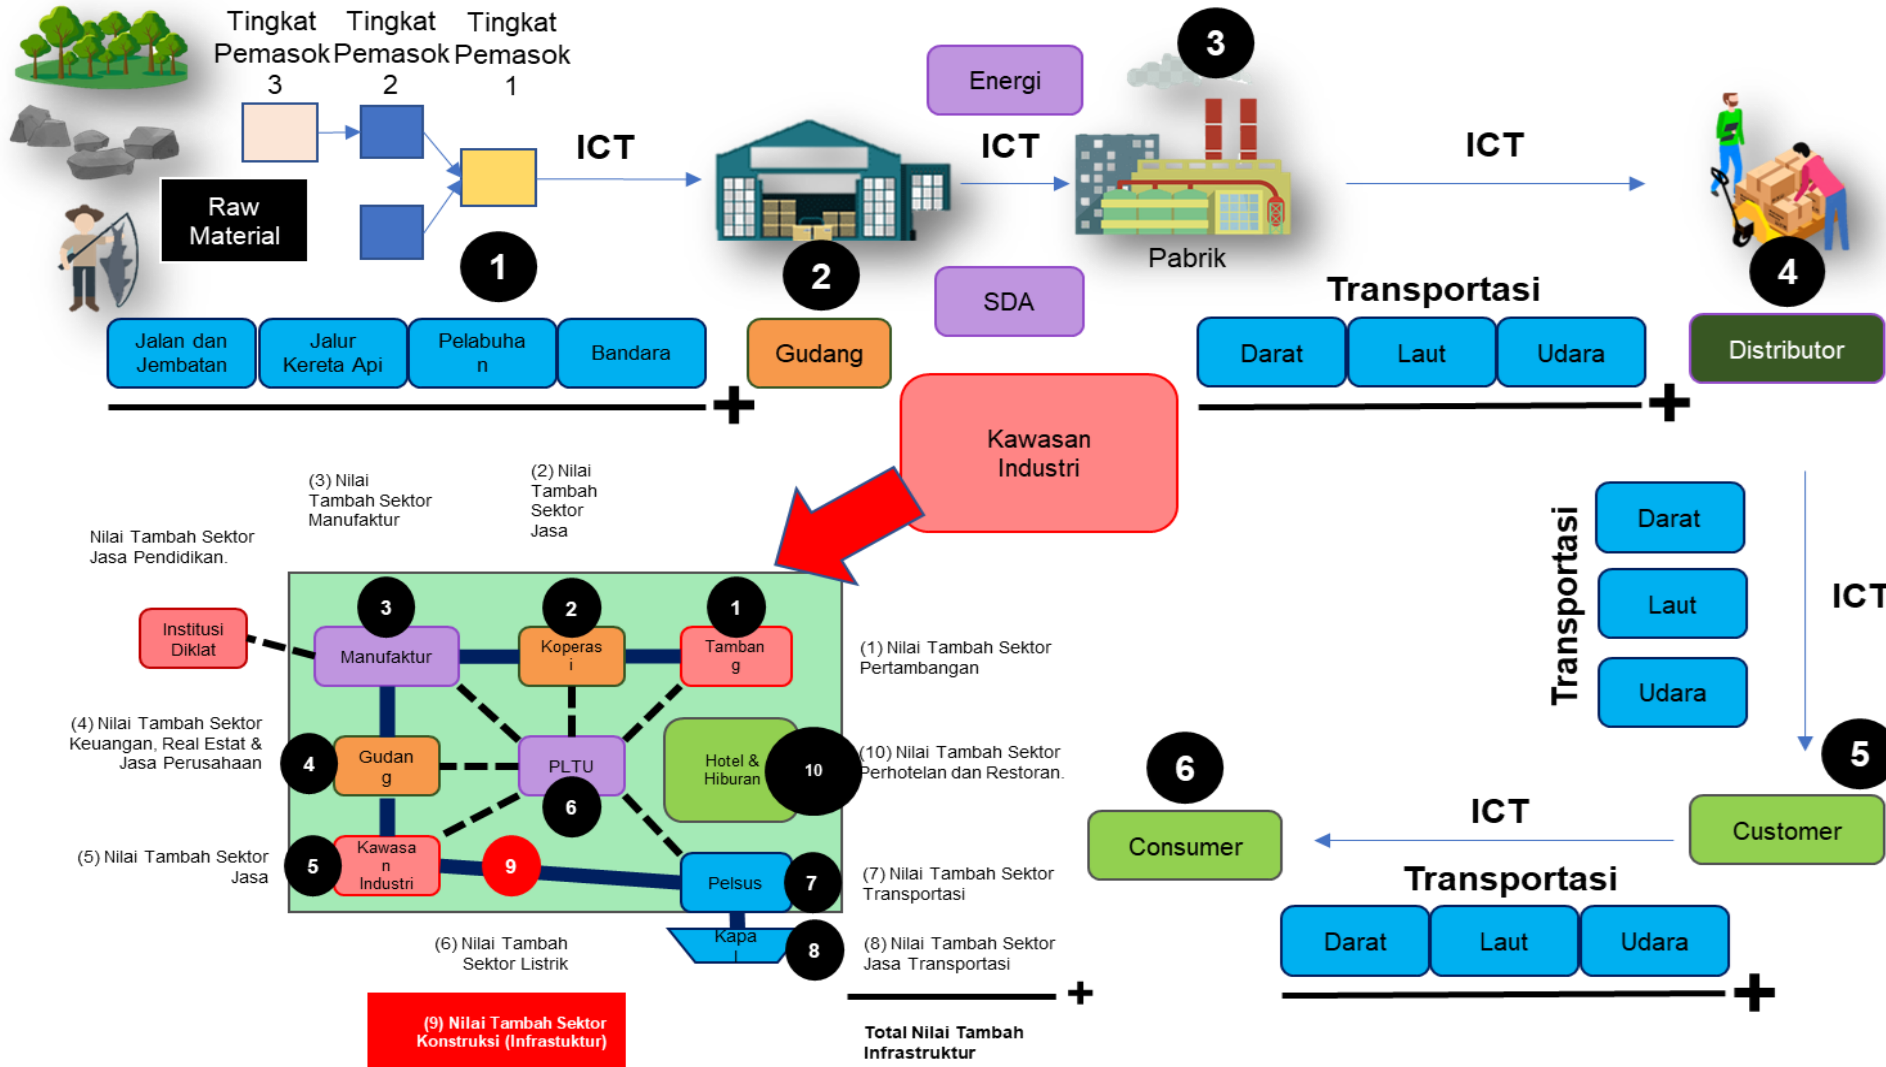 Tingkat
Pemasok
3
Tingkat
Pemasok
2
Tingkat
Pemasok
1
Raw
Material
ICT
1
2
Energi
ICT
SDA
3
Pabrik
ICT
4
Jalan dan
Jembatan
Jalur
Kereta Api
Pelabuha
n
Bandara
+
Gudang
Transportasi
Darat
Laut
Udara
+
Distributor
Kawasan
Industri
Transportasi
Darat
Laut
Udara
ICT
5
Customer
ICT
6
Consumer
Transportasi
Darat
Laut
Udara
+
(3) Nilai
Tambah Sektor
Manufaktur
(2) Nilai
Tambah
Sektor
Jasa
Nilai Tambah Sektor
Jasa Pendidikan.
Institusi
Diklat
3
Manufaktur
2
Koperas
i
1
Tamban
g
(1) Nilai Tambah Sektor
Pertambangan
(4) Nilai Tambah Sektor
Keuangan, Real Estat &
Jasa Perusahaan
4
Gudan
g
PLTU
6
Hotel &
Hiburan
10
(10) Nilai Tambah Sektor
Perhotelan dan Restoran.
(5) Nilai Tambah Sektor
Jasa
5
Kawasa
n
Industri
9
Pelsus
7
(7) Nilai Tambah Sektor
Transportasi
(6) Nilai Tambah
Sektor Listrik
Kapa
l
8
(8) Nilai Tambah Sektor
Jasa Transportasi
+
(9) Nilai Tambah Sektor
Konstruksi (Infrastuktur)
Total Nilai Tambah
Infrastruktur